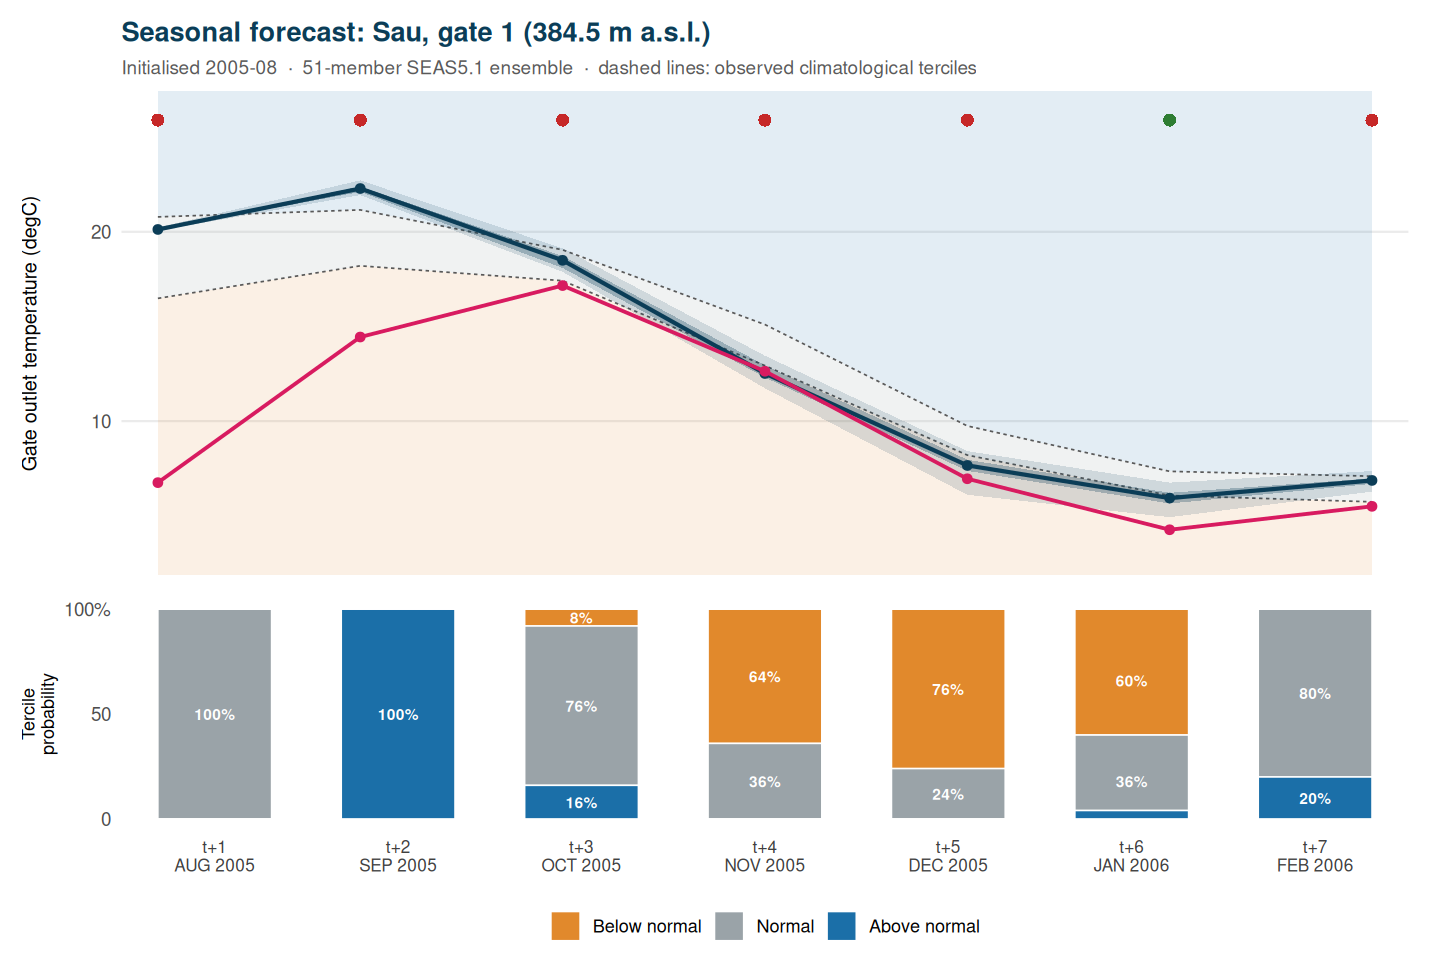 Seasonal forecast: Sau, gate 1 (384.5 m a.s.l.)
Initialised 2005-08 · 51-member SEAS5.1 ensemble · dashed lines: observed climatological terciles
Gate outlet temperature (degC)
20
10
Tercile
probability
100%
50
0
100%
100%
8%
76%
16%
64%
36%
76%
24%
60%
36%
80%
20%
t+1
AUG 2005
t+2
SEP 2005
t+3
OCT 2005
t+4
NOV 2005
t+5
DEC 2005
t+6
JAN 2006
t+7
FEB 2006
Below normal
Normal
Above normal